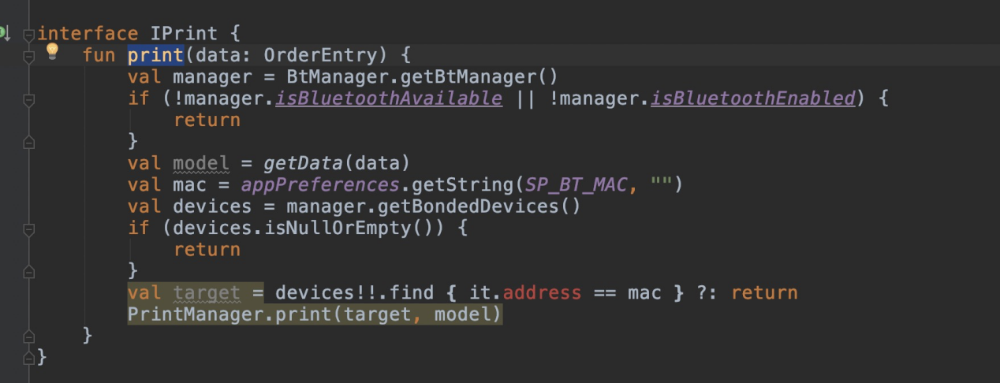 interface IPrint {
    fun print(data: OrderEntry) {
        val manager = BtManager.getBtManager()
        if (!manager.isBluetoothAvailable || !manager.isBluetoothEnabled) {
            return
        }
        val model = getData(data)
        val mac = appPreferences.getString(SP_BT_MAC, "")
        val devices = manager.getBondedDevices()
        if (devices.isNullOrEmpty()) {
            return
        }
        val target = devices!!.find { it.address == mac } ?: return
        PrintManager.print(target, model)
    }
}